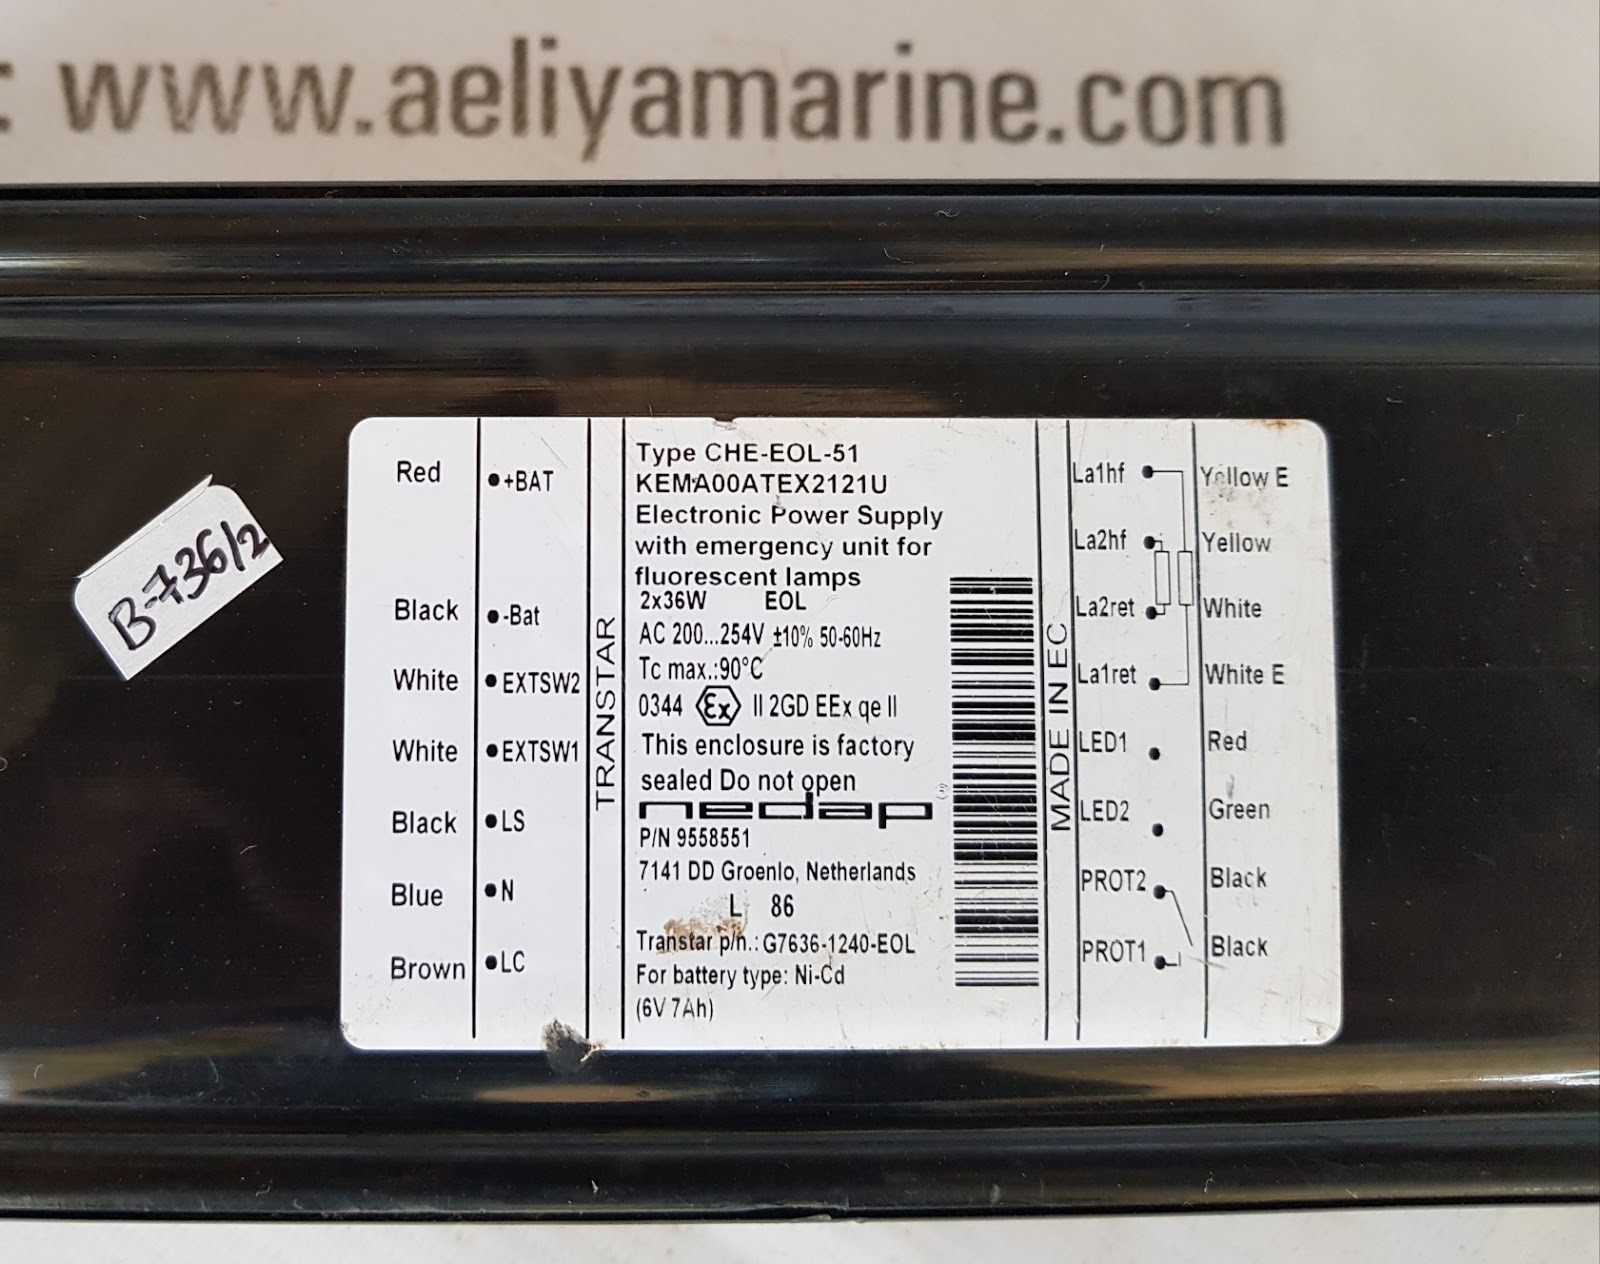 : www.aeliyamarine.com
B-736/2
Red
+BAT
Black
-Bat
White
EXTSW2
White
EXTSW1
Black
LS
Blue
N
Brown
LC
TRANSTAR
Type CHE-EOL-51
KEMA00ATEX2121U
Electronic Power Supply
with emergency unit for
fluorescent lamps
2x36W EOL
AC 200...254V ±10% 50-60Hz
Tc max.:90°C
0344 Ex II 2GD EEx qe II
This enclosure is factory
sealed Do not open
nedap ®
P/N 9558551
7141 DD Groenlo, Netherlands
L 86
Transtar p/n.: G7636-1240-EOL
For battery type: Ni-Cd
(6V 7Ah)
MADE IN EC
La1hf
Yellow E
La2hf
Yellow
La2ret
White
La1ret
White E
LED1
Red
LED2
Green
PROT2
Black
PROT1
Black